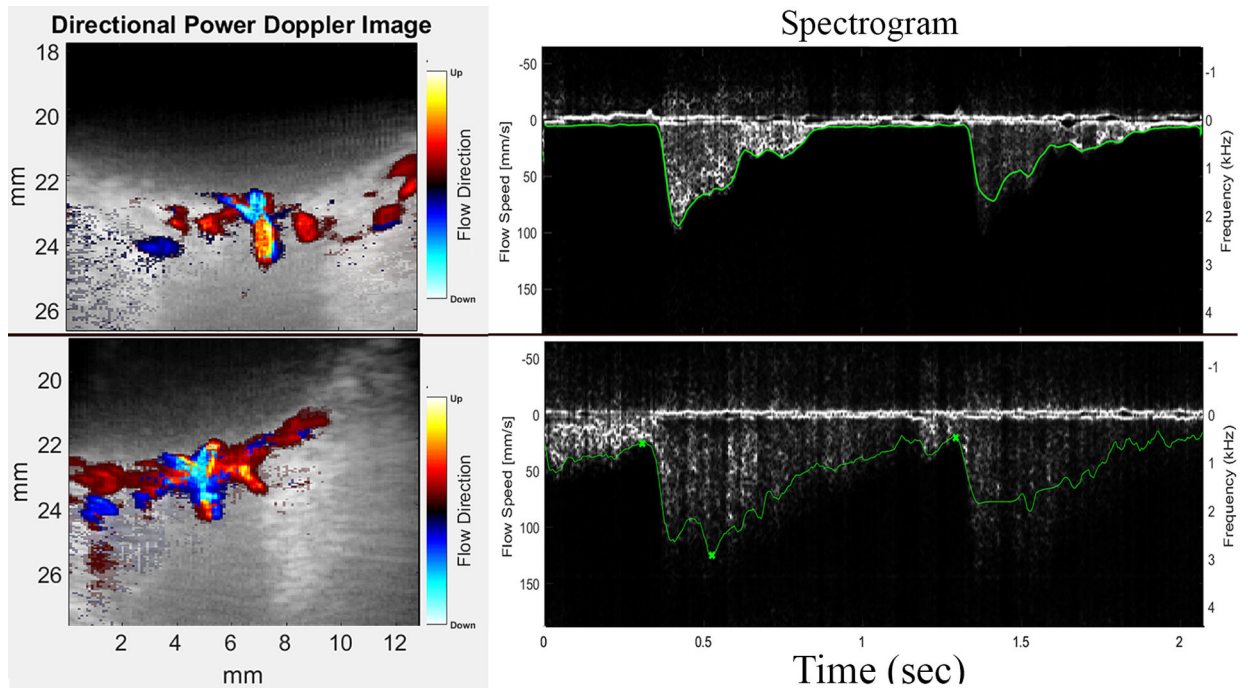 Directional Power Doppler Image
18
20
22
24
26
mm
Up
Flow Direction
Down
Spectrogram
-50
0
50
100
150
Flow Speed [mm/s]
-1
0
1
2
3
4
Frequency (kHz)
20
22
24
26
mm
2 4 6 8 10 12
mm
Up
Flow Direction
Down
-50
0
50
100
150
Flow Speed [mm/s]
-1
0
1
2
3
4
Frequency (kHz)
0 0.5 1 1.5 2
Time (sec)